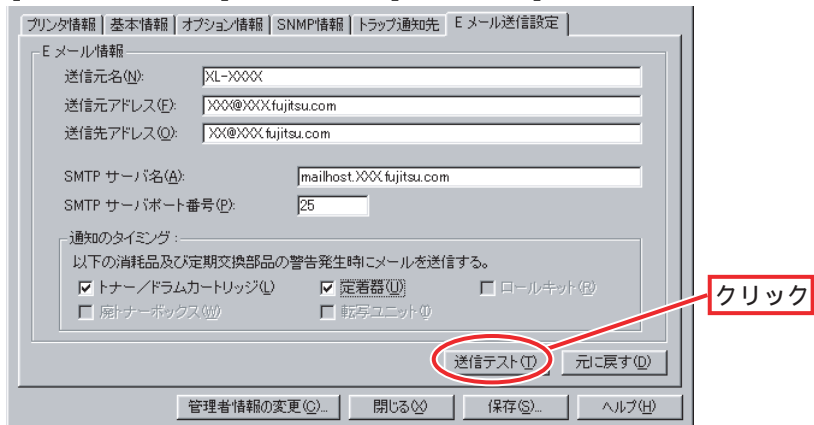 プリンタ情報 基本情報 オプション情報 SNMP情報 トラップ通知先 Eメール送信設定
Eメール情報
送信元名(N): XL-XXXX
送信元アドレス(F): XXX@XXX.fujitsu.com
送信先アドレス(O): XX@XXX.fujitsu.com
SMTP サーバ名(A): mailhost.XXX.fujitsu.com
SMTP サーバポート番号(P): 25
通知のタイミング:
以下の消耗品及び定期交換部品の警告発生時にメールを送信する。
トナー/ドラムカートリッジ(L) 定着器(U) ロールキット(R)
廃トナーボックス(W) 転写ユニット(I)
クリック
送信テスト(T) 元に戻す(D)
管理者情報の変更(C)... 閉じる(X) 保存(S)... ヘルプ(H)